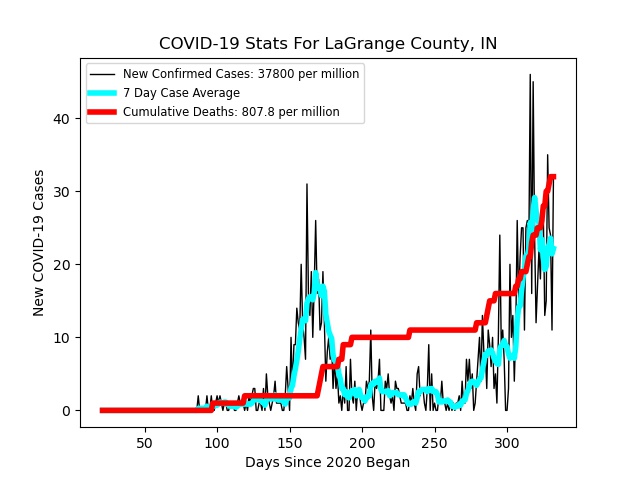 COVID-19 Stats For LaGrange County, IN
New Confirmed Cases: 37800 per million
7 Day Case Average
Cumulative Deaths: 807.8 per million
New COVID-19 Cases
40
30
20
10
0
50 100 150 200 250 300
Days Since 2020 Began